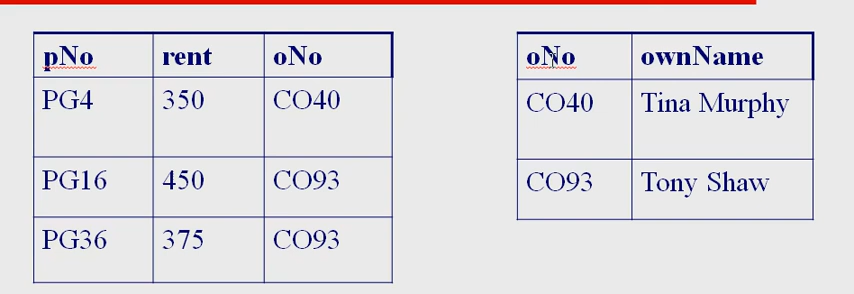 pNo rent oNo
PG4 350 CO40
PG16 450 CO93
PG36 375 CO93
oNo ownName
CO40 Tina Murphy
CO93 Tony Shaw